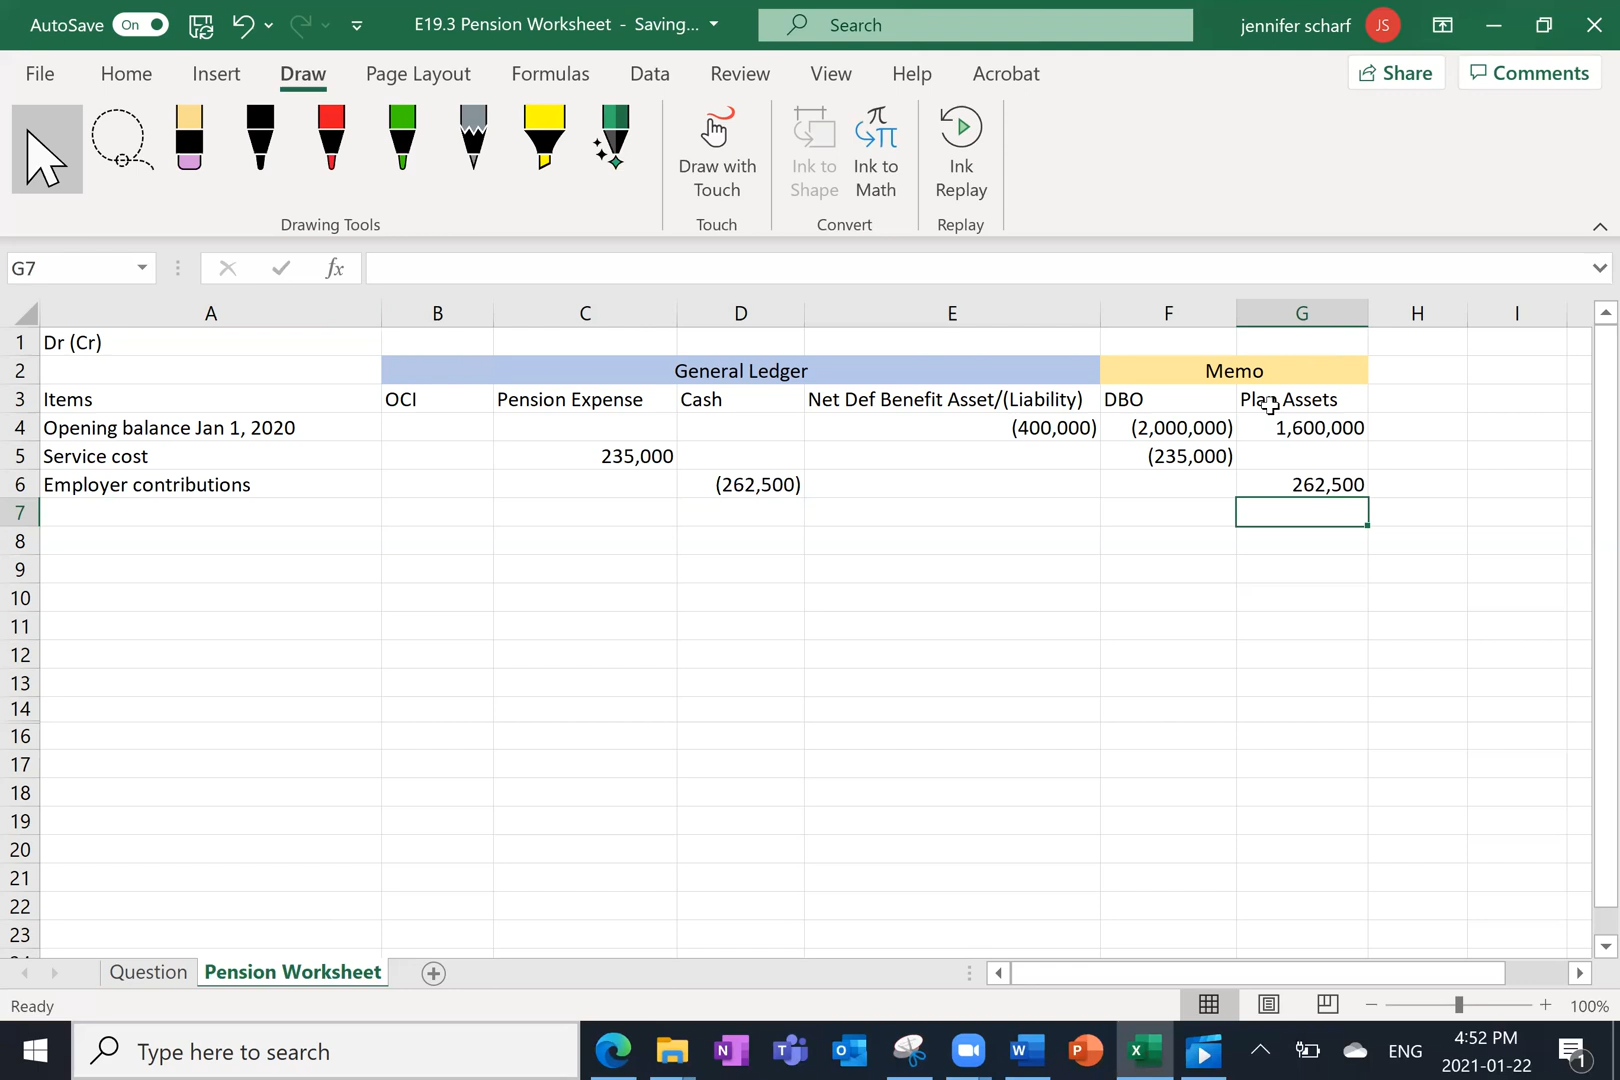 AutoSave On E19.3 Pension Worksheet - Saving... Search jennifer scharf JS
File Home Insert Draw Page Layout Formulas Data Review View Help Acrobat Share Comments
Draw with Touch
Ink to Shape
Ink to Math
Ink Replay
Drawing Tools Touch Convert Replay
G7 fx
A B C D E F G H I
1 Dr (Cr)
2 General Ledger Memo
3 Items OCI Pension Expense Cash Net Def Benefit Asset/(Liability) DBO Plan Assets
4 Opening balance Jan 1, 2020 (400,000) (2,000,000) 1,600,000
5 Service cost 235,000 (235,000)
6 Employer contributions (262,500) 262,500
7
8
9
10
11
12
13
14
16
17
18
19
20
21
22
23
Question Pension Worksheet
Ready 100%
Type here to search ENG 4:52 PM
2021-01-22 1